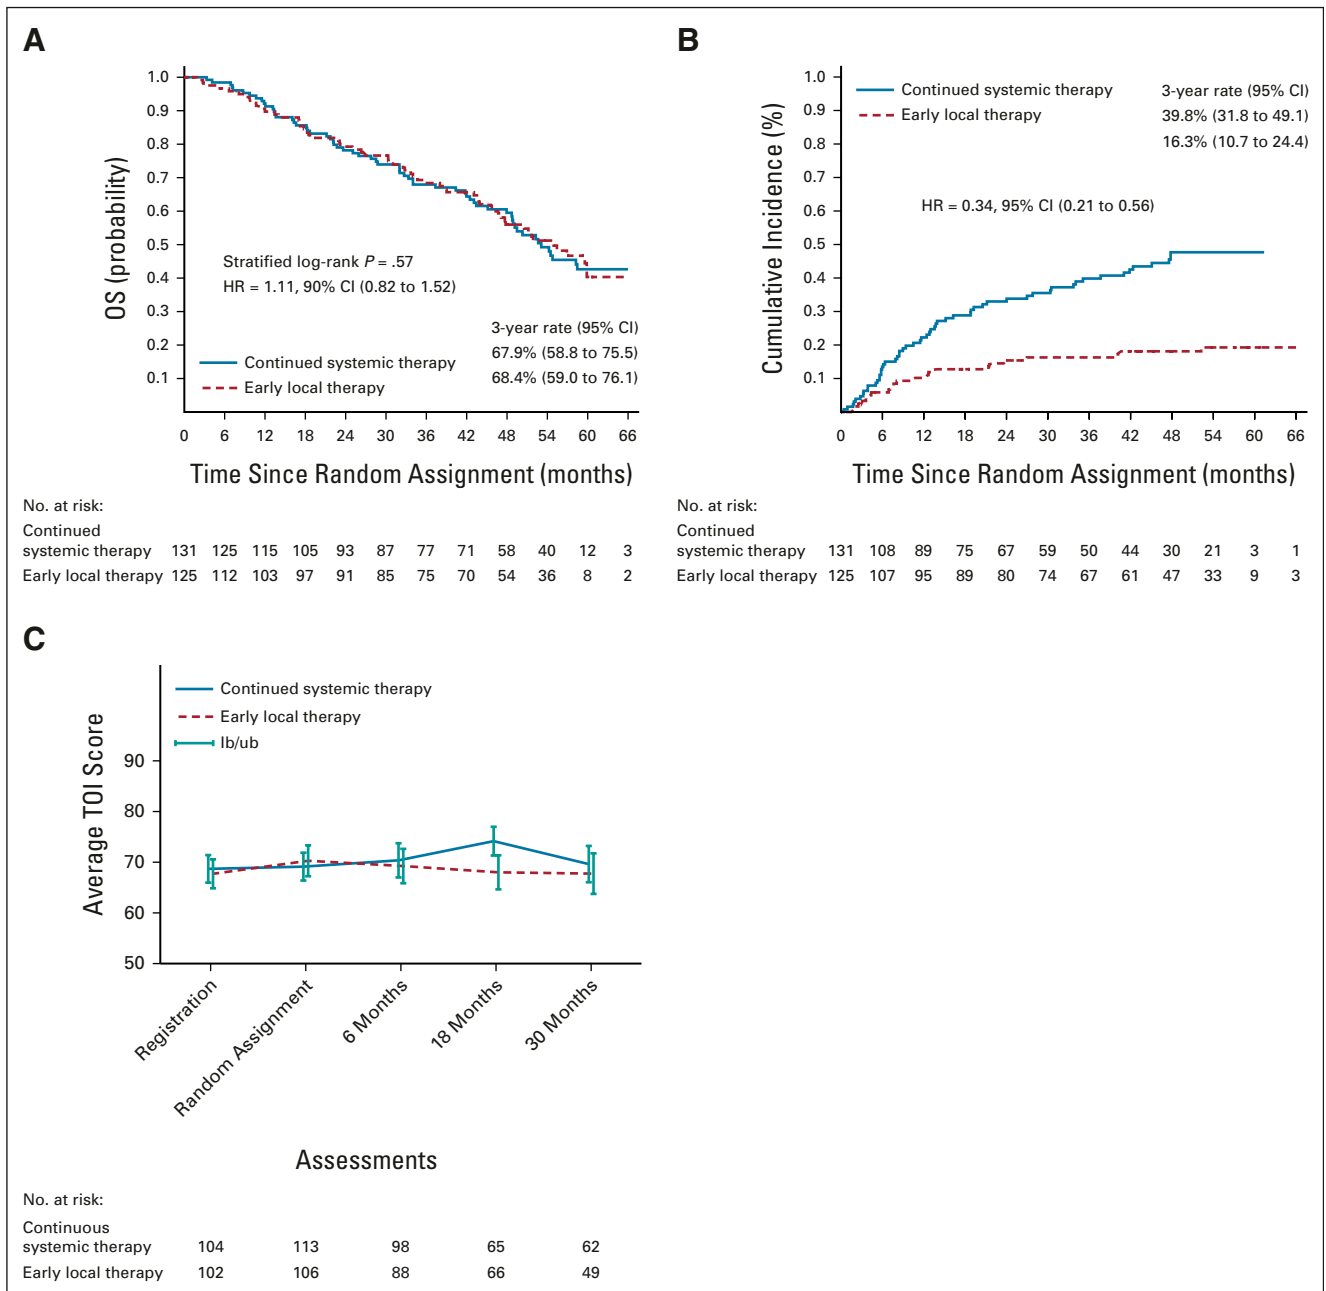 A
OS (probability)
1.0
0.9
0.8
0.7
0.6
0.5
0.4
0.3
0.2
0.1
Stratified log-rank P = .57
HR = 1.11, 90% CI (0.82 to 1.52)
3-year rate (95% CI)
Continued systemic therapy 67.9% (58.8 to 75.5)
Early local therapy 68.4% (59.0 to 76.1)
0 6 12 18 24 30 36 42 48 54 60 66
Time Since Random Assignment (months)
No. at risk:
Continued
systemic therapy 131 125 115 105 93 87 77 71 58 40 12 3
Early local therapy 125 112 103 97 91 85 75 70 54 36 8 2
B
Cumulative Incidence (%)
1.0
0.9
0.8
0.7
0.6
0.5
0.4
0.3
0.2
0.1
Continued systemic therapy
Early local therapy
3-year rate (95% CI)
39.8% (31.8 to 49.1)
16.3% (10.7 to 24.4)
HR = 0.34, 95% CI (0.21 to 0.56)
0 6 12 18 24 30 36 42 48 54 60 66
Time Since Random Assignment (months)
No. at risk:
Continued
systemic therapy 131 108 89 75 67 59 50 44 30 21 3 1
Early local therapy 125 107 95 89 80 74 67 61 47 33 9 3
C
Average TOI Score
Continued systemic therapy
Early local therapy
lb/ub
90
80
70
60
50
Registration
Random Assignment
6 Months
18 Months
30 Months
Assessments
No. at risk:
Continuous
systemic therapy 104 113 98 65 62
Early local therapy 102 106 88 66 49